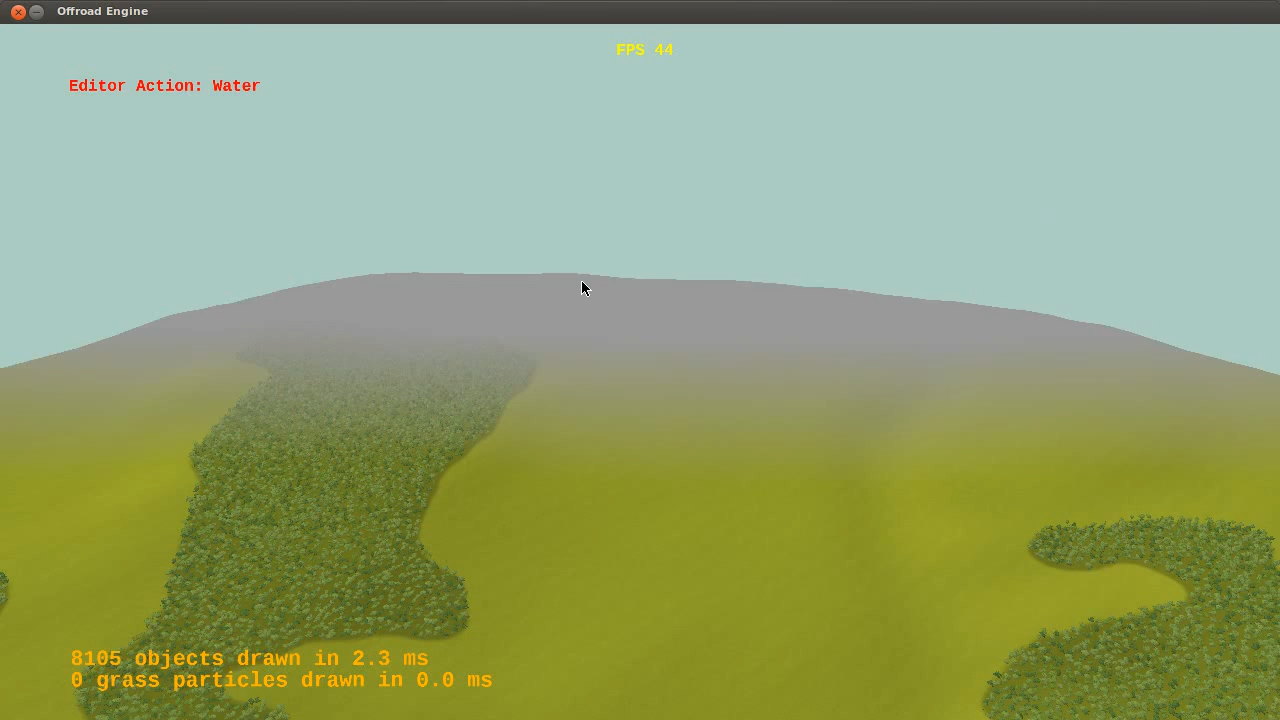 Offroad Engine
FPS 44
Editor Action: Water
8105 objects drawn in 2.3 ms
0 grass particles drawn in 0.0 ms